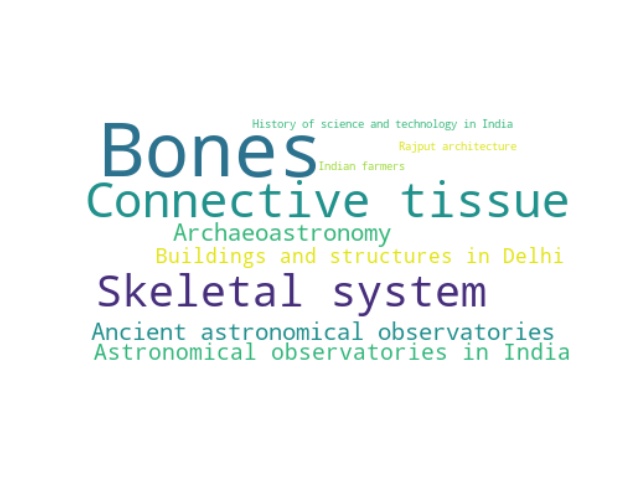 History of science and technology in India
Bones
Rajput architecture
Indian farmers
Connective tissue
Archaeoastronomy
Buildings and structures in Delhi
Skeletal system
Ancient astronomical observatories
Astronomical observatories in India